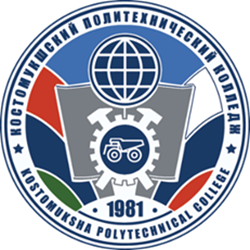 КОСТОМУКШСКИЙ ПОЛИТЕХНИЧЕСКИЙ КОЛЛЕДЖ
· 1981 ·
KOSTOMUKSHA POLYTECHNICAL COLLEGE